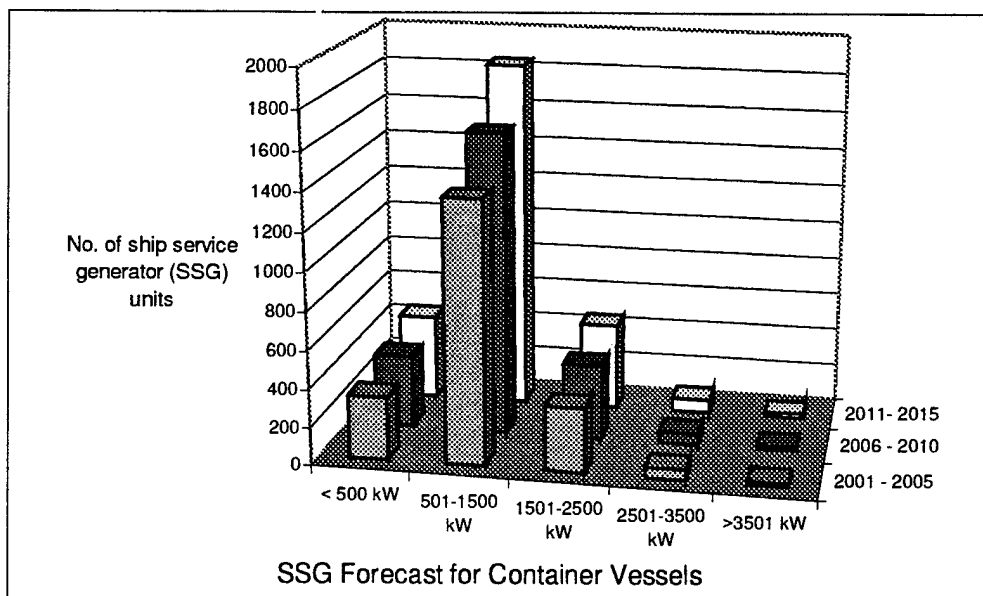 2000
1800
1600
1400
1200
1000
800
600
400
200
0
No. of ship service
generator (SSG)
units
2011- 2015
2006 - 2010
2001 - 2005
< 500 kW
501-1500
kW
1501-2500
kW
2501-3500
kW
>3501 kW
SSG Forecast for Container Vessels